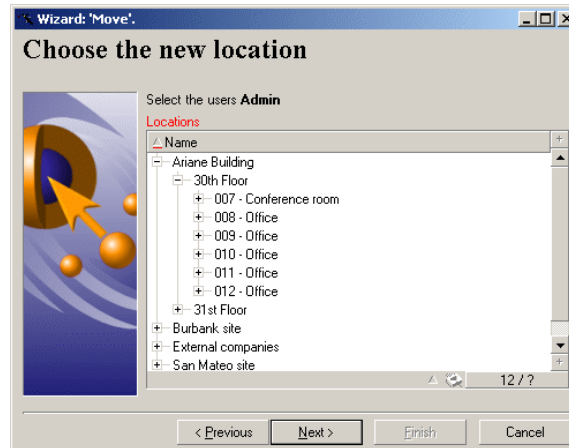 Wizard: 'Move'.
Choose the new location
Select the users Admin
Locations
Name
Ariane Building
30th Floor
007 - Conference room
008 - Office
009 - Office
010 - Office
011 - Office
012 - Office
31st Floor
Burbank site
External companies
San Mateo site
12 / ?
< Previous
Next >
Finish
Cancel